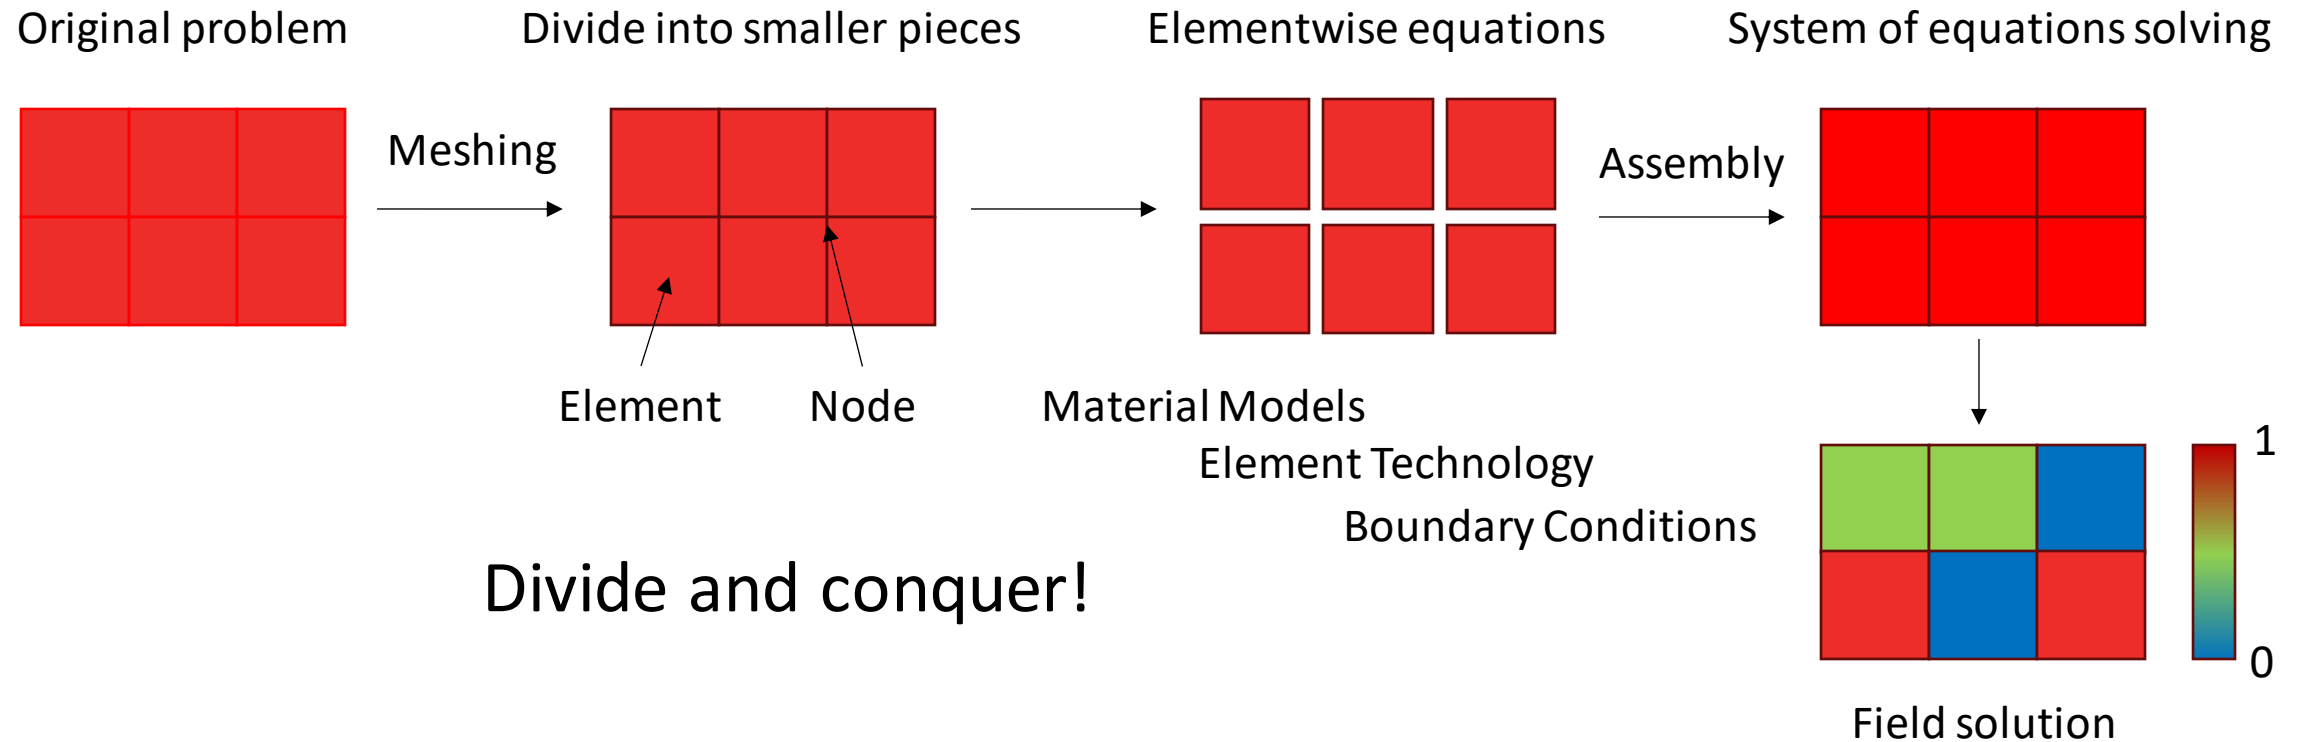 Original problem
Divide into smaller pieces
Elementwise equations
System of equations solving
Meshing
Assembly
Element
Node
Material Models
Element Technology
Boundary Conditions
Divide and conquer!
1
0
Field solution